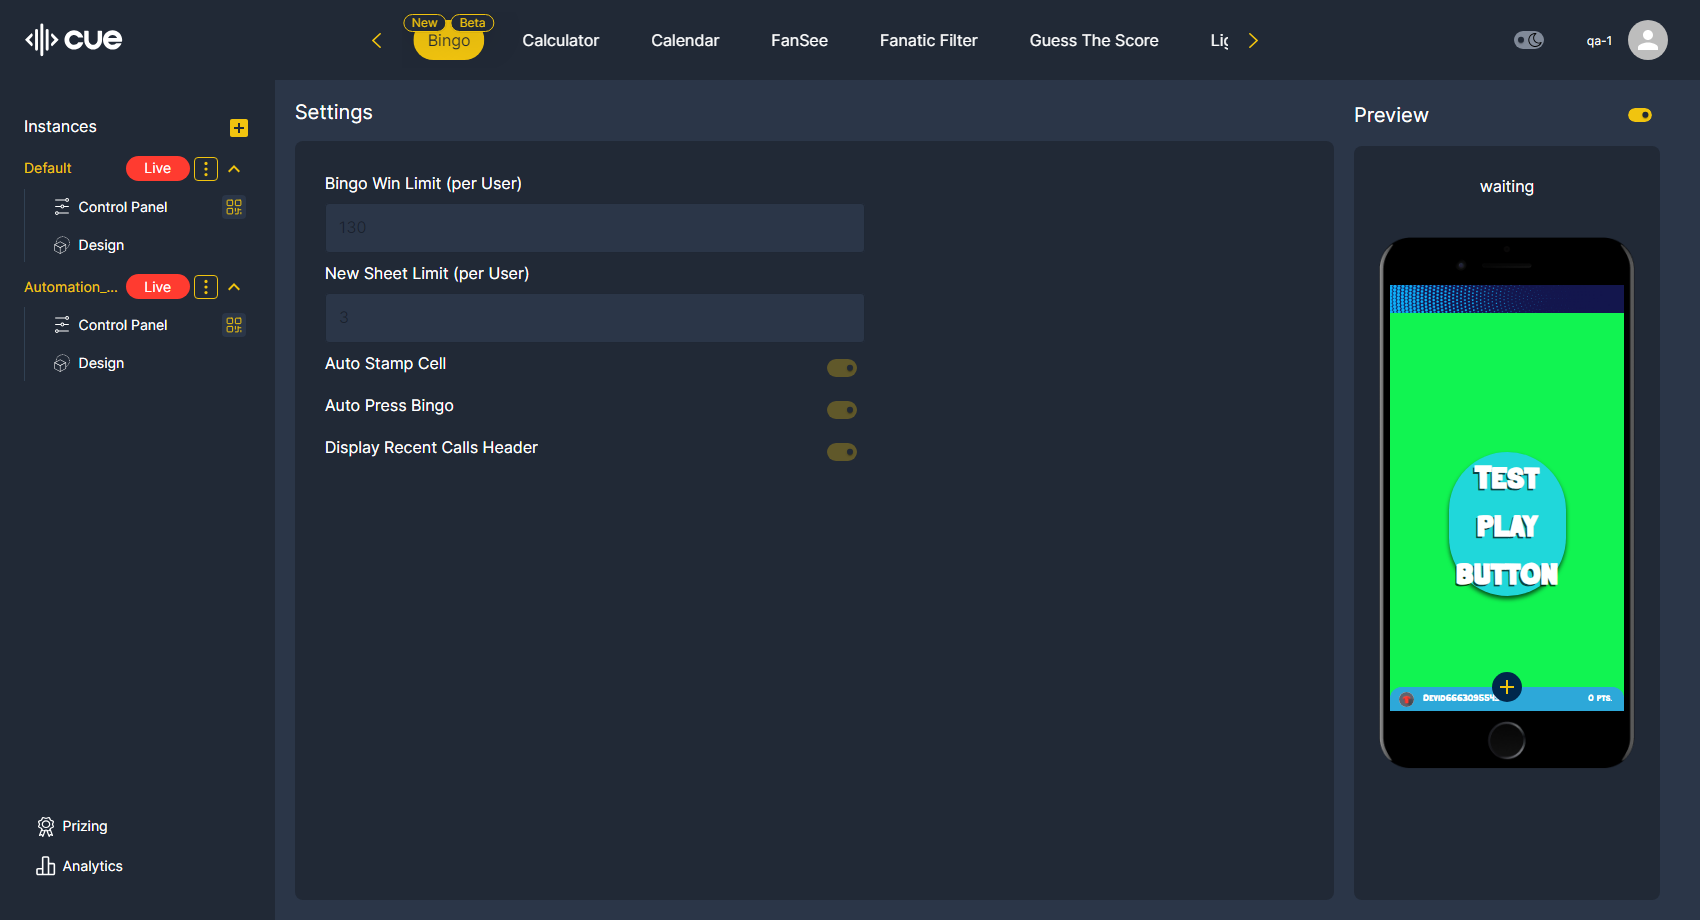 cue
New
Beta
Bingo
Calculator
Calendar
FanSee
Fanatic Filter
Guess The Score
qa-1
Instances
Default
Live
Control Panel
Design
Automation_...
Live
Control Panel
Design
Prizing
Analytics
Settings
Bingo Win Limit (per User)
130
New Sheet Limit (per User)
3
Auto Stamp Cell
Auto Press Bingo
Display Recent Calls Header
Preview
waiting
TEST
PLAY
BUTTON
0 PTS.